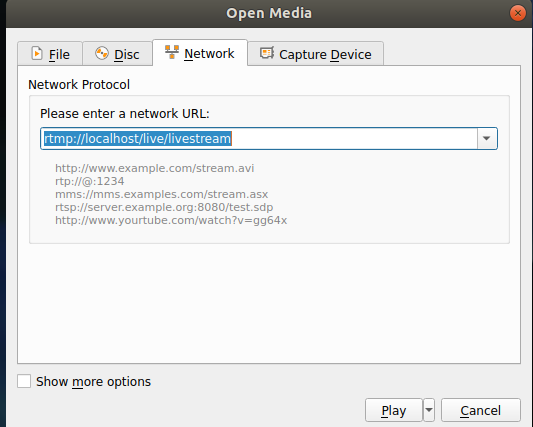 Open Media
File Disc Network Capture Device
Network Protocol
Please enter a network URL:
rtmp://localhost/live/livestream
http://www.example.com/stream.avi
rtp://@:1234
mms://mms.examples.com/stream.asx
rtsp://server.example.org:8080/test.sdp
http://www.yourtube.com/watch?v=gg64x
Show more options
Play Cancel